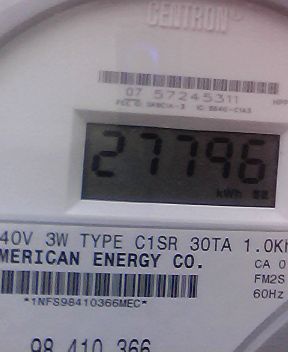 CENTRON
07 57245311
27796
kWh
40V 3W TYPE C1SR 30TA 1.0Kh
MERICAN ENERGY CO.
CA 0
FM2S
60Hz
*1NFS98410366MEC*
98 410 366